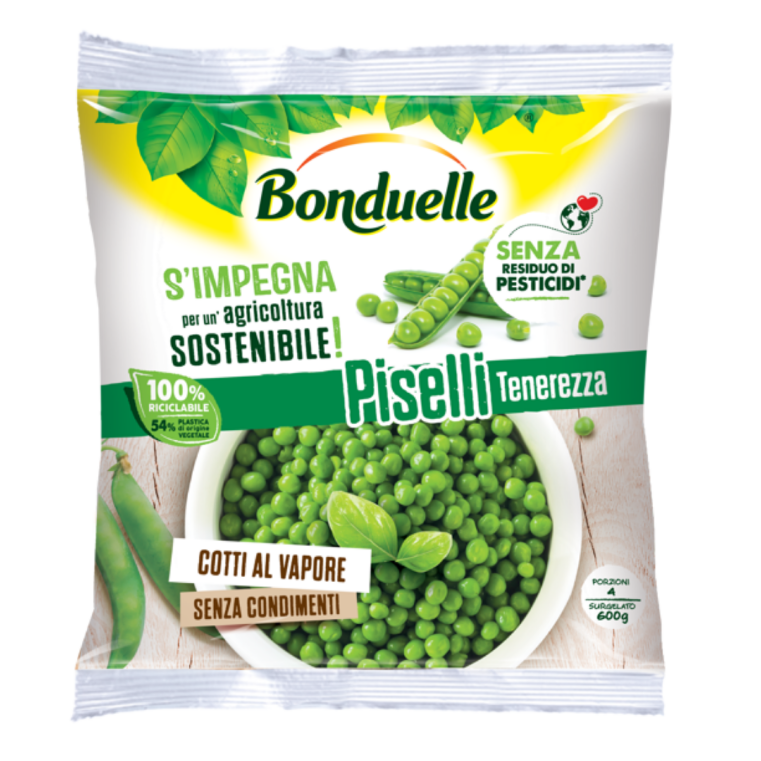 ®
Bonduelle
S'IMPEGNA
per un' agricoltura
SOSTENIBILE!
SENZA
RESIDUO DI
PESTICIDI*
Piselli Tenerezza
100%
RICICLABILE
54% PLASTICA
di origine
VEGETALE
COTTI AL VAPORE
SENZA CONDIMENTI
PORZIONI
4
SURGELATO
600g